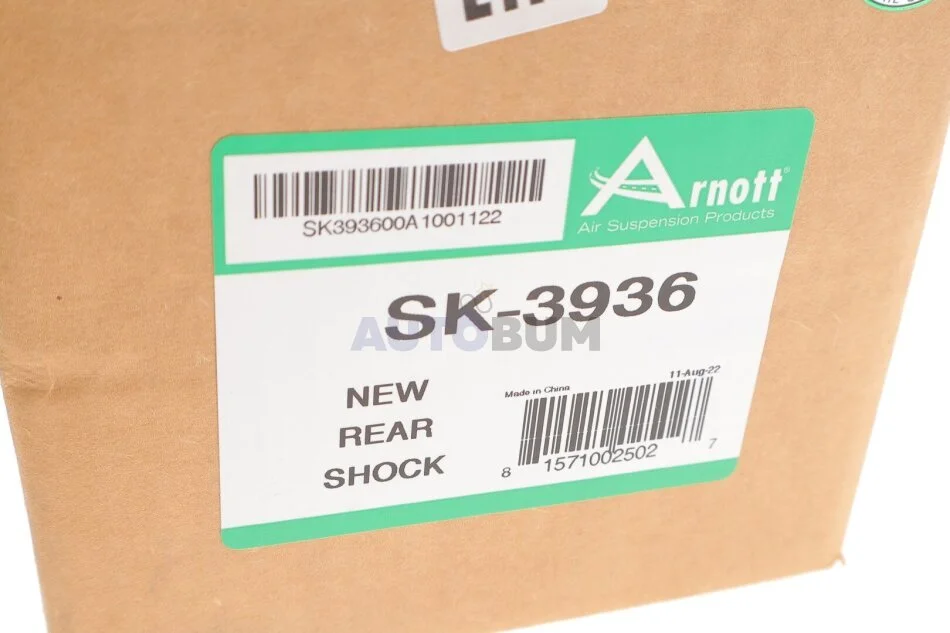 SK393600A1001122
Arnott®
Air Suspension Products
SK-3936
AUTOBUM
NEW
REAR
SHOCK
Made in China
11-Aug-22
8 1571002502 7